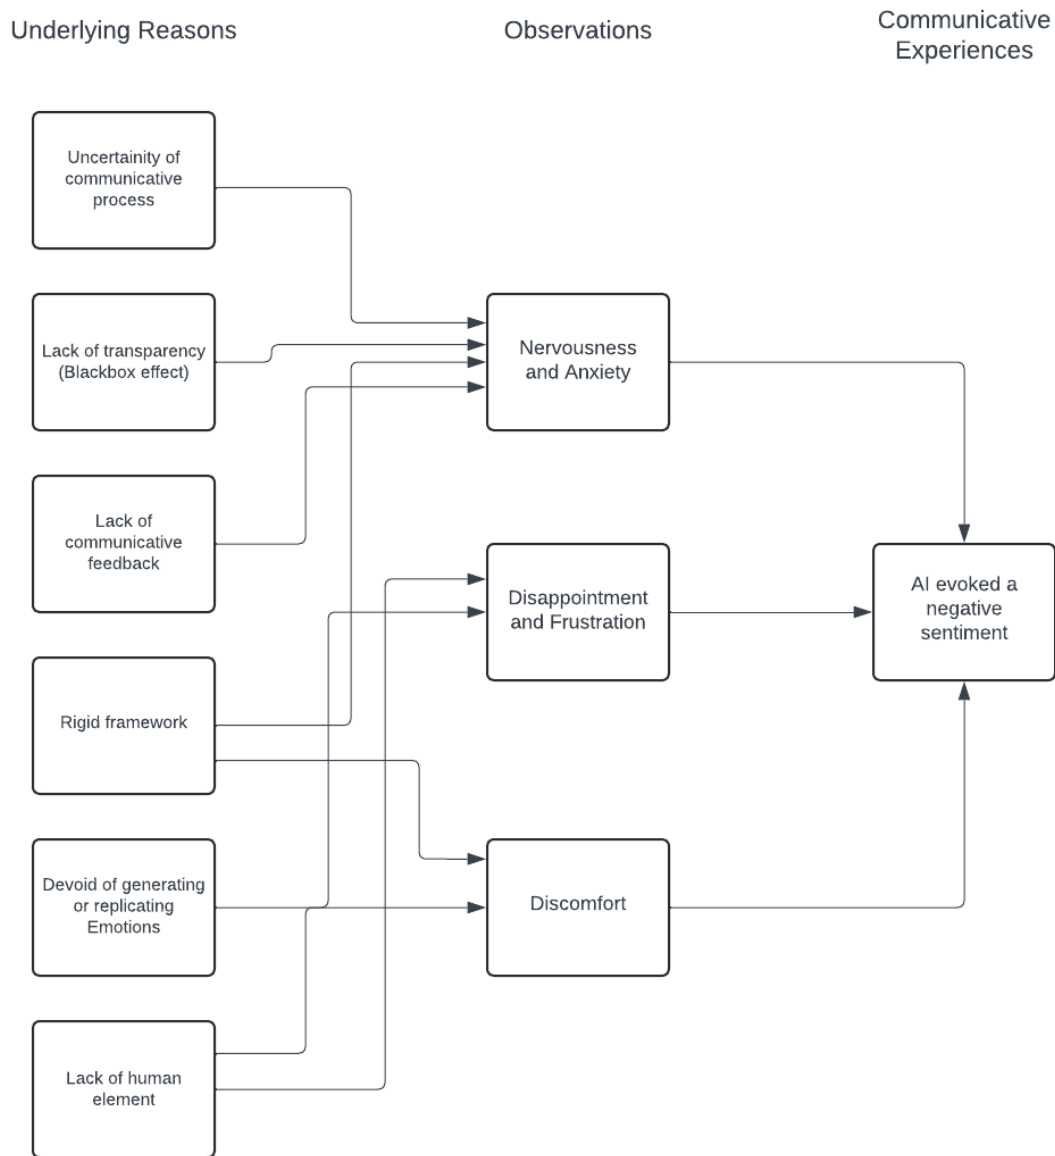 Underlying Reasons
Observations
Communicative
Experiences
Uncertainity of
communicative
process
Lack of transparency
(Blackbox effect)
Lack of
communicative
feedback
Rigid framework
Devoid of generating
or replicating
Emotions
Lack of human
element
Nervousness
and Anxiety
Disappointment
and Frustration
Discomfort
AI evoked a
negative
sentiment